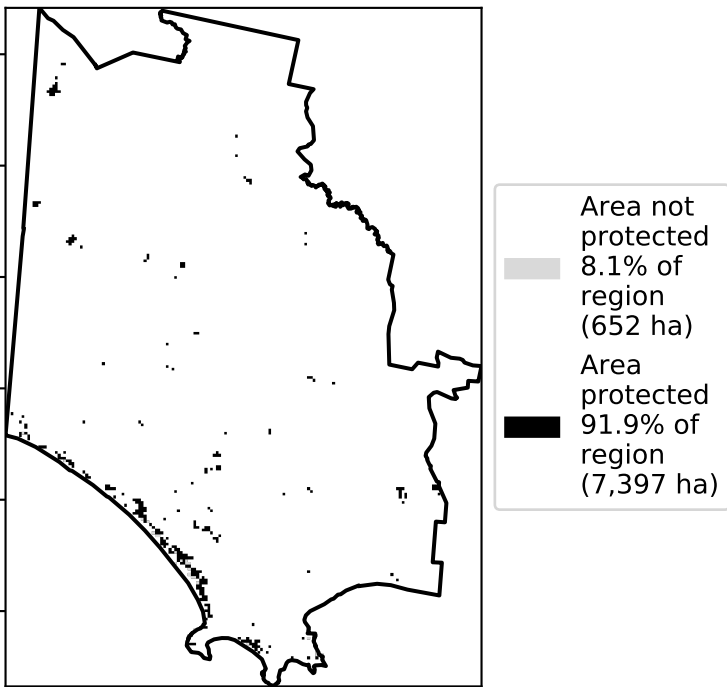 Area not
protected
8.1% of
region
(652 ha)
Area
protected
91.9% of
region
(7,397 ha)